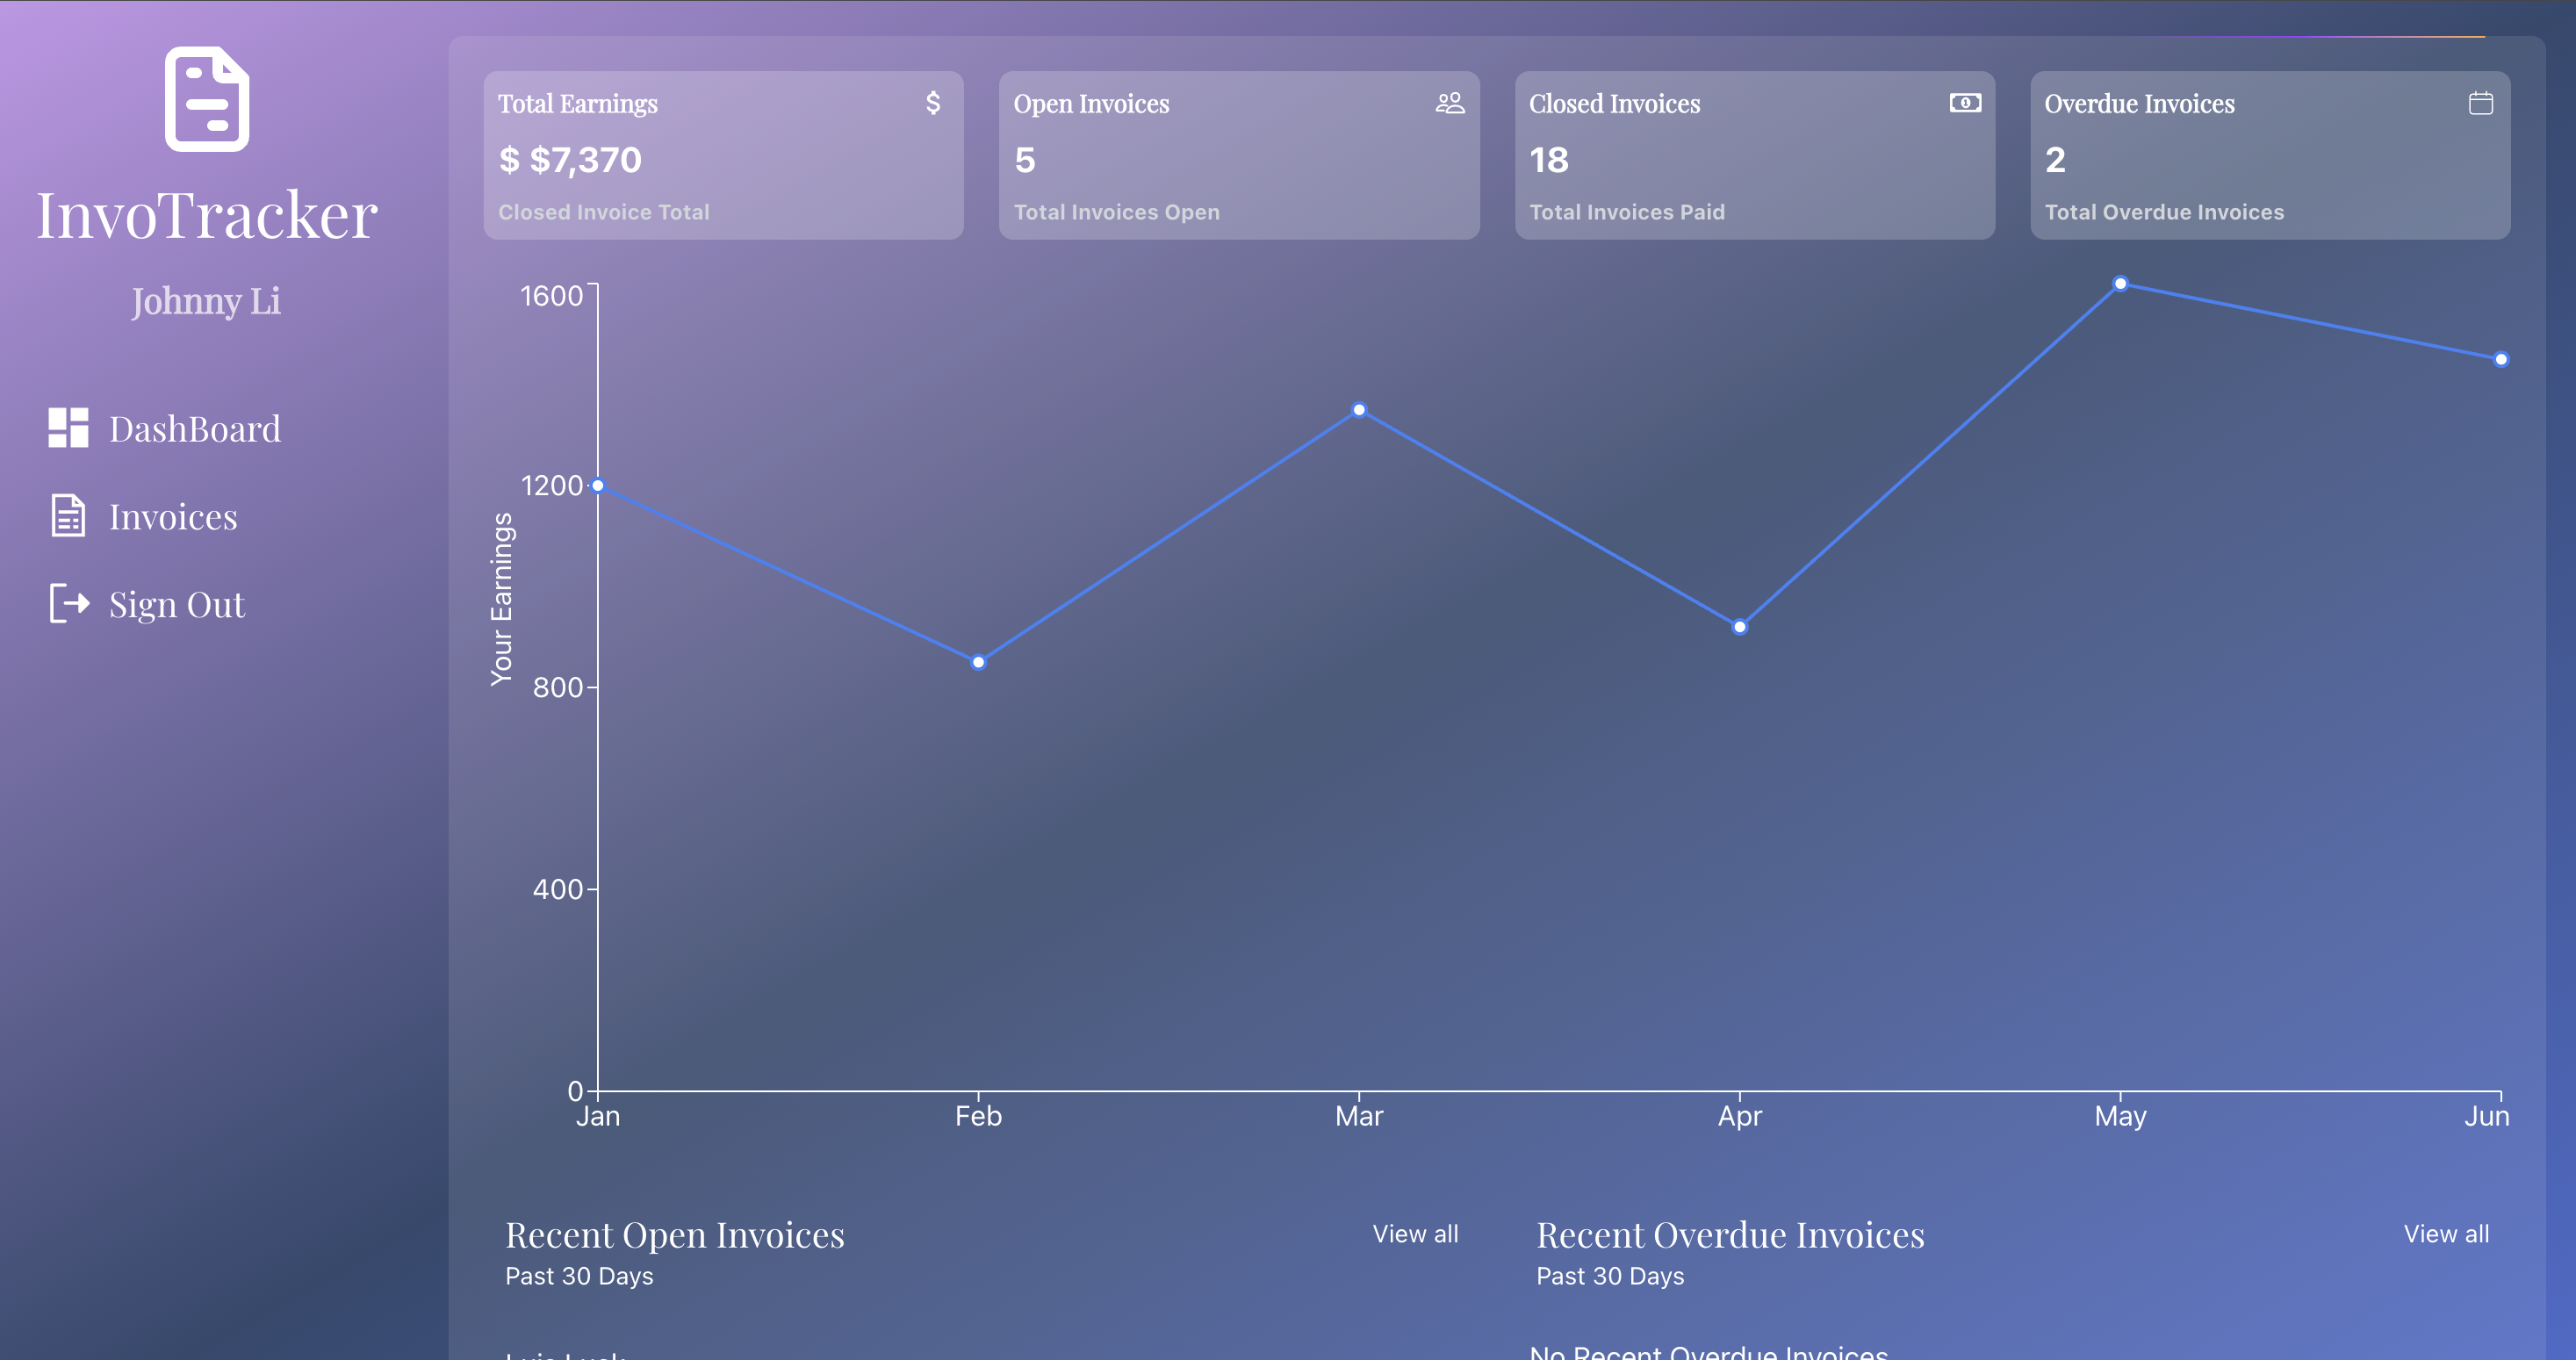 InvoTracker
Johnny Li
DashBoard
Invoices
Sign Out
Total Earnings
$ $7,370
Closed Invoice Total
Open Invoices
5
Total Invoices Open
Closed Invoices
18
Total Invoices Paid
Overdue Invoices
2
Total Overdue Invoices
Your Earnings
1600
1200
800
400
0
Jan Feb Mar Apr May Jun
Recent Open Invoices
View all
Past 30 Days
Recent Overdue Invoices
View all
Past 30 Days
No Recent Overdue Invoices